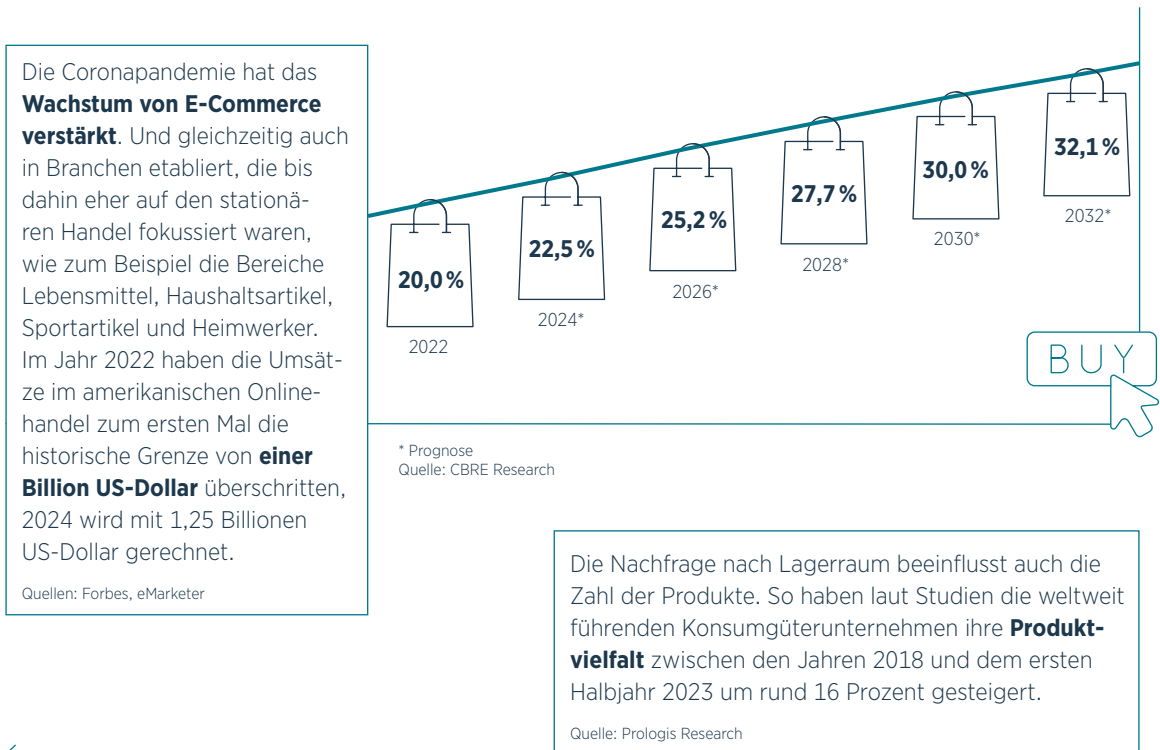 Die Coronapandemie hat das
Wachstum von E-Commerce
verstärkt. Und gleichzeitig auch
in Branchen etabliert, die bis
dahin eher auf den stationä-
ren Handel fokussiert waren,
wie zum Beispiel die Bereiche
Lebensmittel, Haushaltsartikel,
Sportartikel und Heimwerker.
Im Jahr 2022 haben die Umsät-
ze im amerikanischen Online-
handel zum ersten Mal die
historische Grenze von einer
Billion US-Dollar überschritten,
2024 wird mit 1,25 Billionen
US-Dollar gerechnet.
Quellen: Forbes, eMarketer
20,0 %
2022
22,5 %
2024*
25,2 %
2026*
27,7 %
2028*
30,0 %
2030*
32,1 %
2032*
BUY
* Prognose
Quelle: CBRE Research
Die Nachfrage nach Lagerraum beeinflusst auch die
Zahl der Produkte. So haben laut Studien die weltweit
führenden Konsumgüterunternehmen ihre Produkt-
vielfalt zwischen den Jahren 2018 und dem ersten
Halbjahr 2023 um rund 16 Prozent gesteigert.
Quelle: Prologis Research